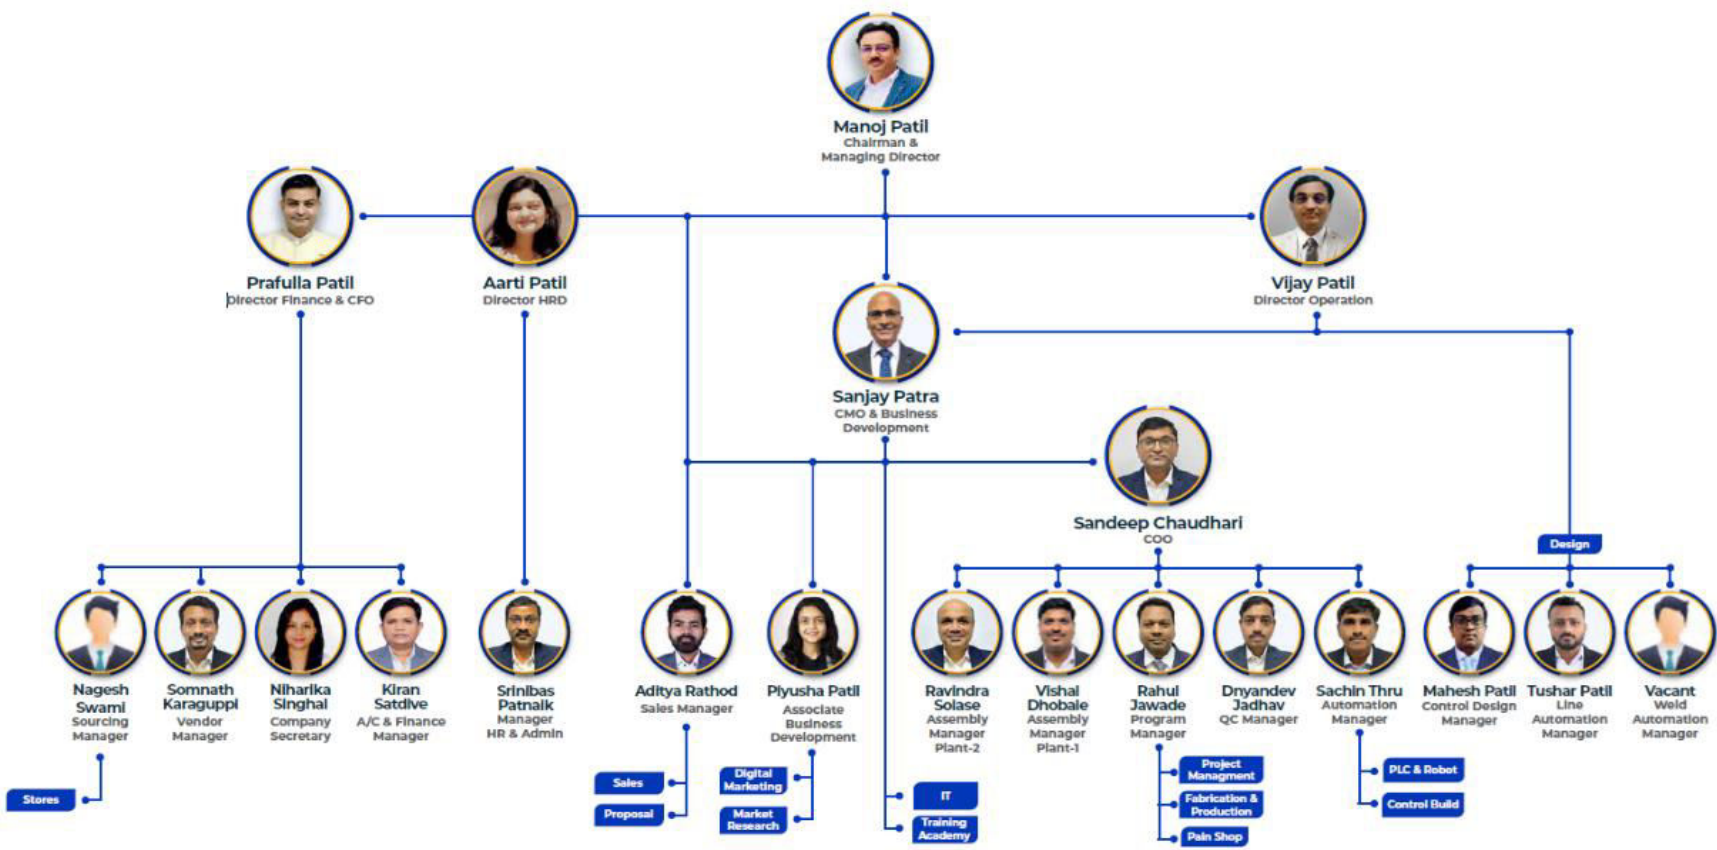 Manoj Patil
Chairman &
Managing Director
Prafulla Patil
Director Finance & CFO
Aarti Patil
Director HRD
Vijay Patil
Director Operation
Sanjay Patra
CMO & Business
Development
Sandeep Chaudhari
COO
Design
Nagesh
Swami
Sourcing
Manager
Somnath
Karaguppi
Vendor
Manager
Niharika
Singhal
Company
Secretary
Kiran
Satdive
A/C & Finance
Manager
Srinibas
Patnaik
Manager
HR & Admin
Aditya Rathod
Sales Manager
Piyusha Patil
Associate
Business
Development
Ravindra
Solase
Assembly
Manager
Plant-2
Vishal
Dhobale
Assembly
Manager
Plant-1
Rahul
Jawade
Program
Manager
Dnyandev
Jadhav
QC Manager
Sachin Thru
Automation
Manager
Mahesh Patil
Control Design
Manager
Tushar Patil
Line
Automation
Manager
Vacant
Weld
Automation
Manager
Stores
Sales
Proposal
Digital
Marketing
Market
Research
IT
Training
Academy
Project
Managment
Fabrication &
Production
Pain Shop
PLC & Robot
Control Build